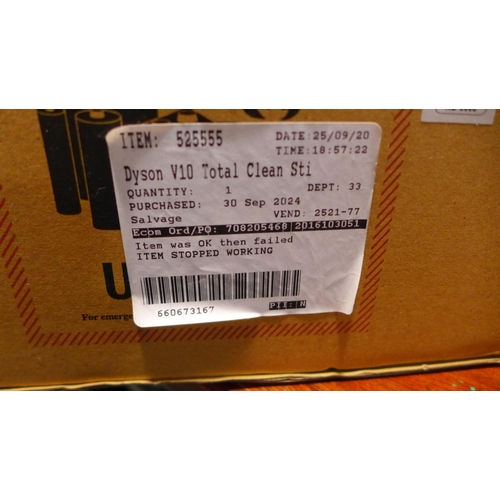 ITEM: 525555 DATE:25/09/20
TIME:18:57:22
Dyson V10 Total Clean Sti
QUANTITY: 1 DEPT: 33
PURCHASED: 30 Sep 2024
Salvage VEND: 2521-77
Ecom Ord/PO: 708205468|2016103051
Item was OK then failed
ITEM STOPPED WORKING
660673167
For emerge